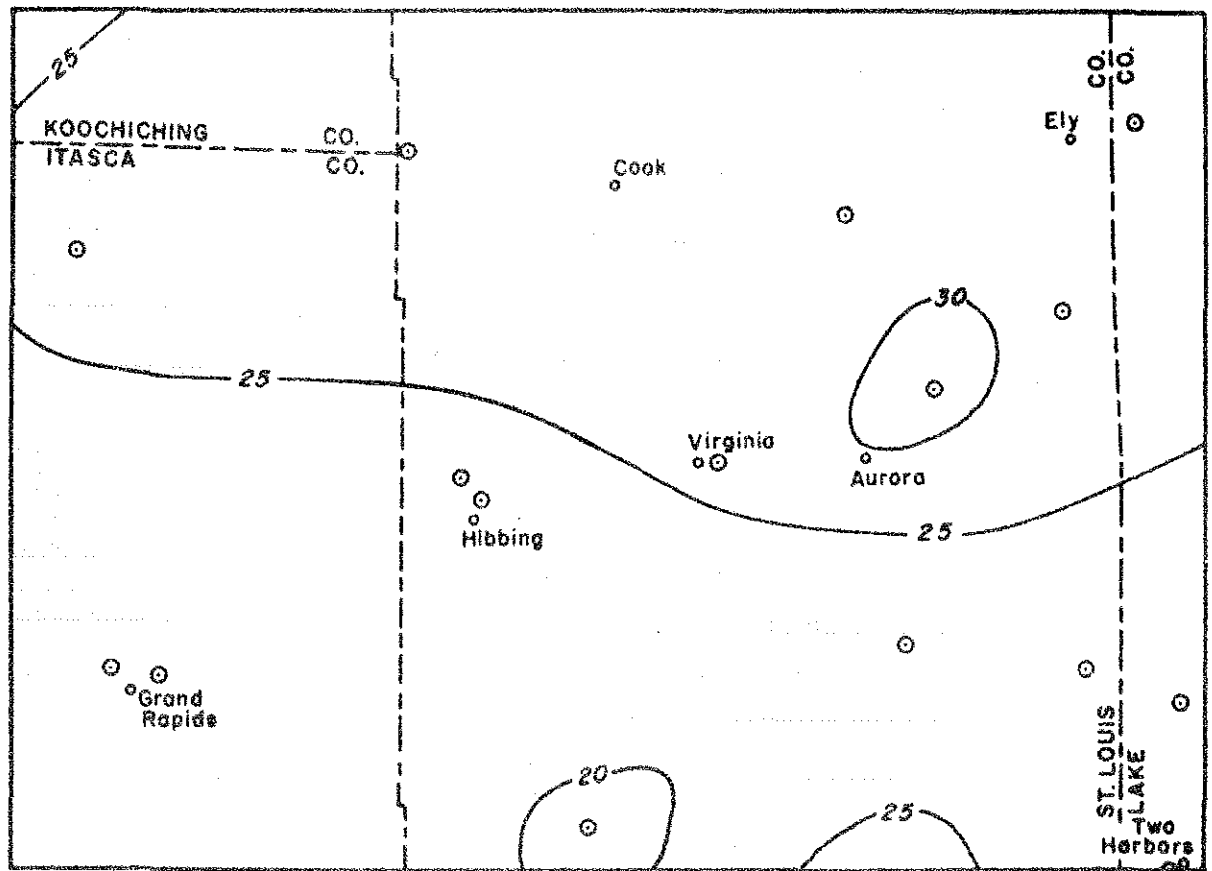 25
KOOCHICHING
ITASCA
CO.
CO.
Cook
CO.
CO.
Ely
30
25
Virginia
Aurora
Hibbing
25
Grand
Rapids
20
25
ST. LOUIS
LAKE
Two
Harbors